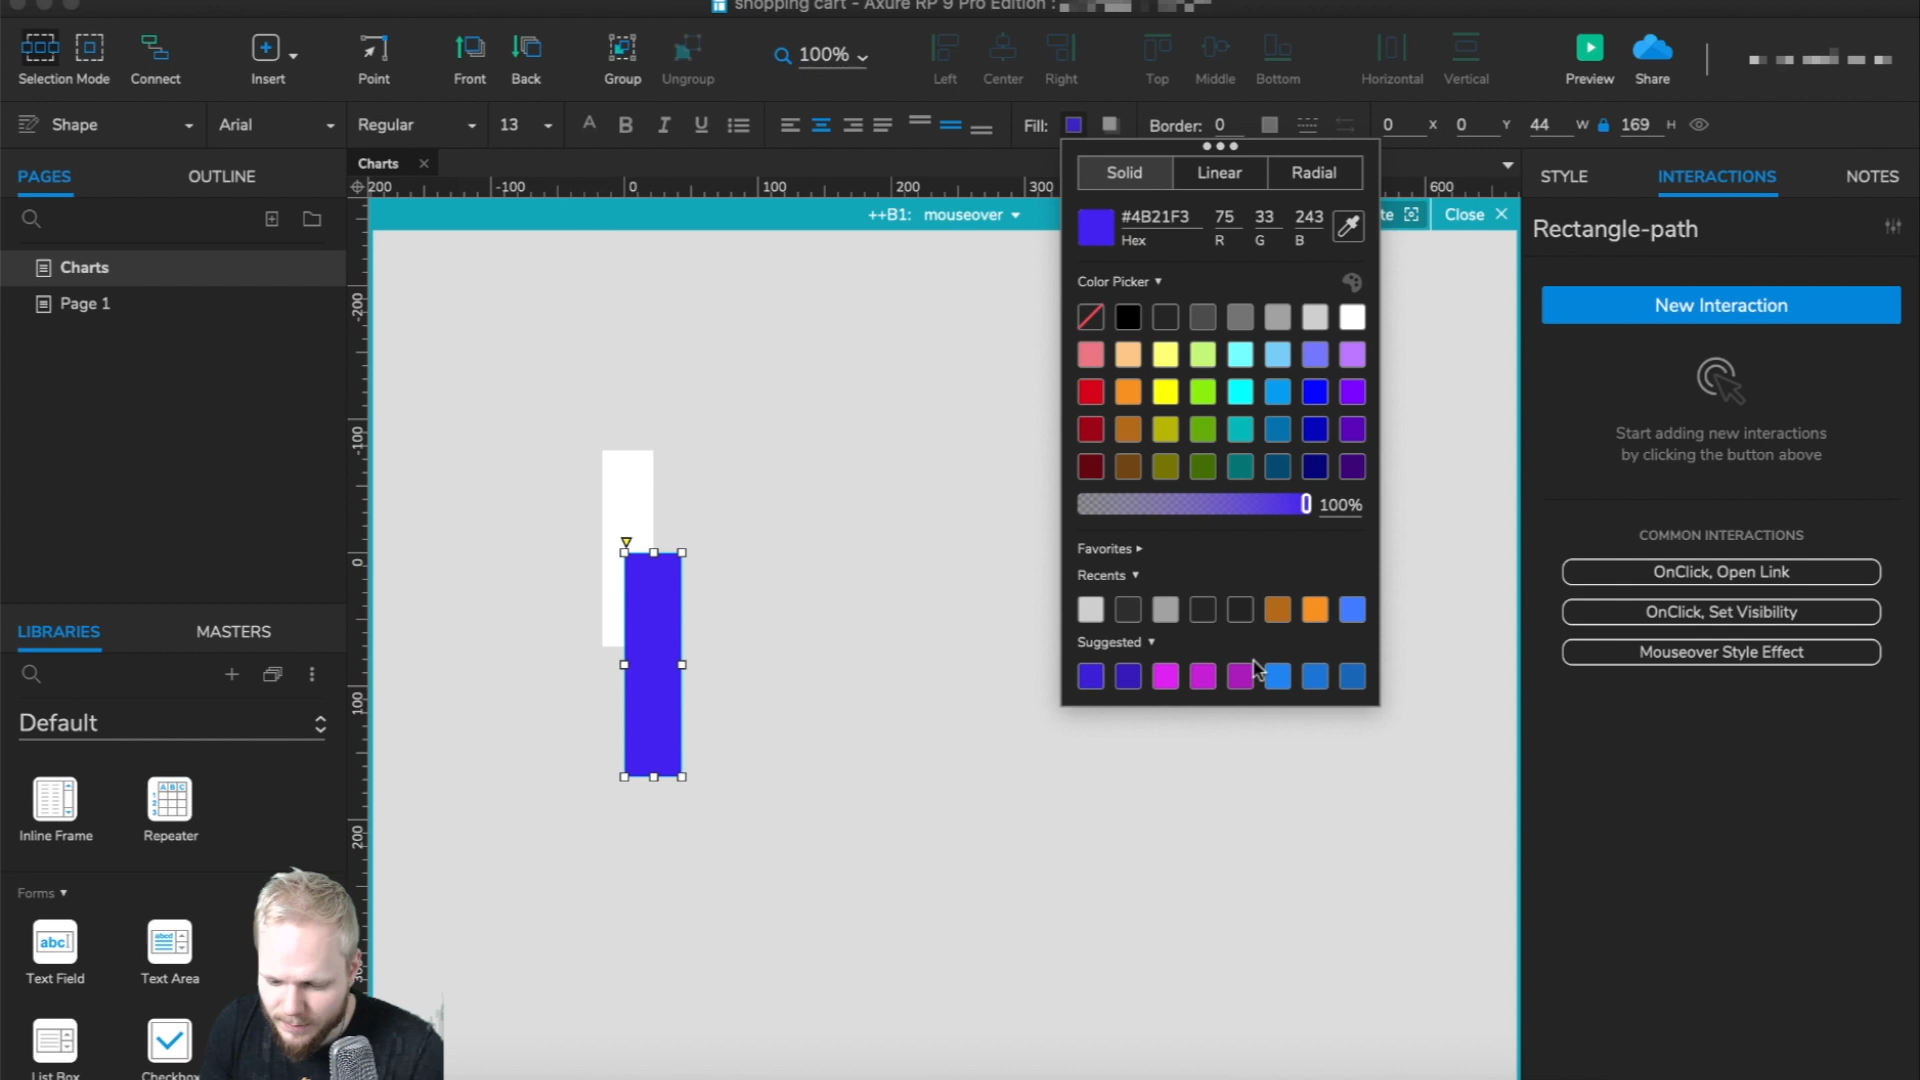 shopping cart - Axure RP 9 Pro Edition :
100%
Selection Mode Connect Insert Point Front Back Group Ungroup Left Center Right Top Middle Bottom Horizontal Vertical Preview Share
Shape Arial Regular 13 A B I U Fill: Border: 0 0 X 0 Y 44 W 169 H
PAGES OUTLINE
Charts
200 -100 0 100 200 300 600
++B1: mouseover
te Close
Charts
Page 1
-200
-100
0
100
200
Solid Linear Radial
#4B21F3 75 33 243
Hex R G B
Color Picker
100%
Favorites
Recents
Suggested
STYLE INTERACTIONS NOTES
Rectangle-path
New Interaction
Start adding new interactions
by clicking the button above
COMMON INTERACTIONS
OnClick, Open Link
OnClick, Set Visibility
Mouseover Style Effect
LIBRARIES MASTERS
Default
A B C
1
2
3
Inline Frame Repeater
Forms
abc abcd
Text Field Text Area
List Box Checkbox